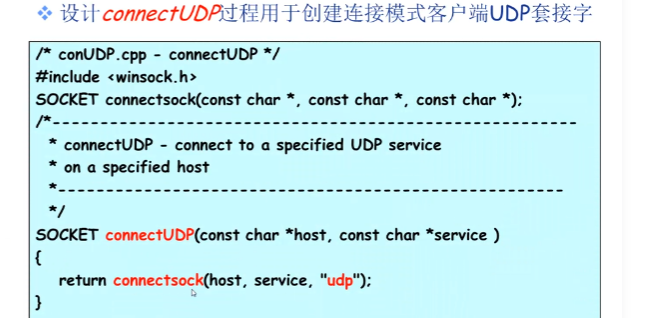 ❖ 设计connectUDP过程用于创建连接模式客户端UDP套接字
/* conUDP.cpp - connectUDP */
#include <winsock.h>
SOCKET connectsock(const char *, const char *, const char *);
/*-------------------------------------------------------
* connectUDP - connect to a specified UDP service
* on a specified host
*-----------------------------------------------------
*/
SOCKET connectUDP(const char *host, const char *service )
{
return connectsock(host, service, "udp");
}